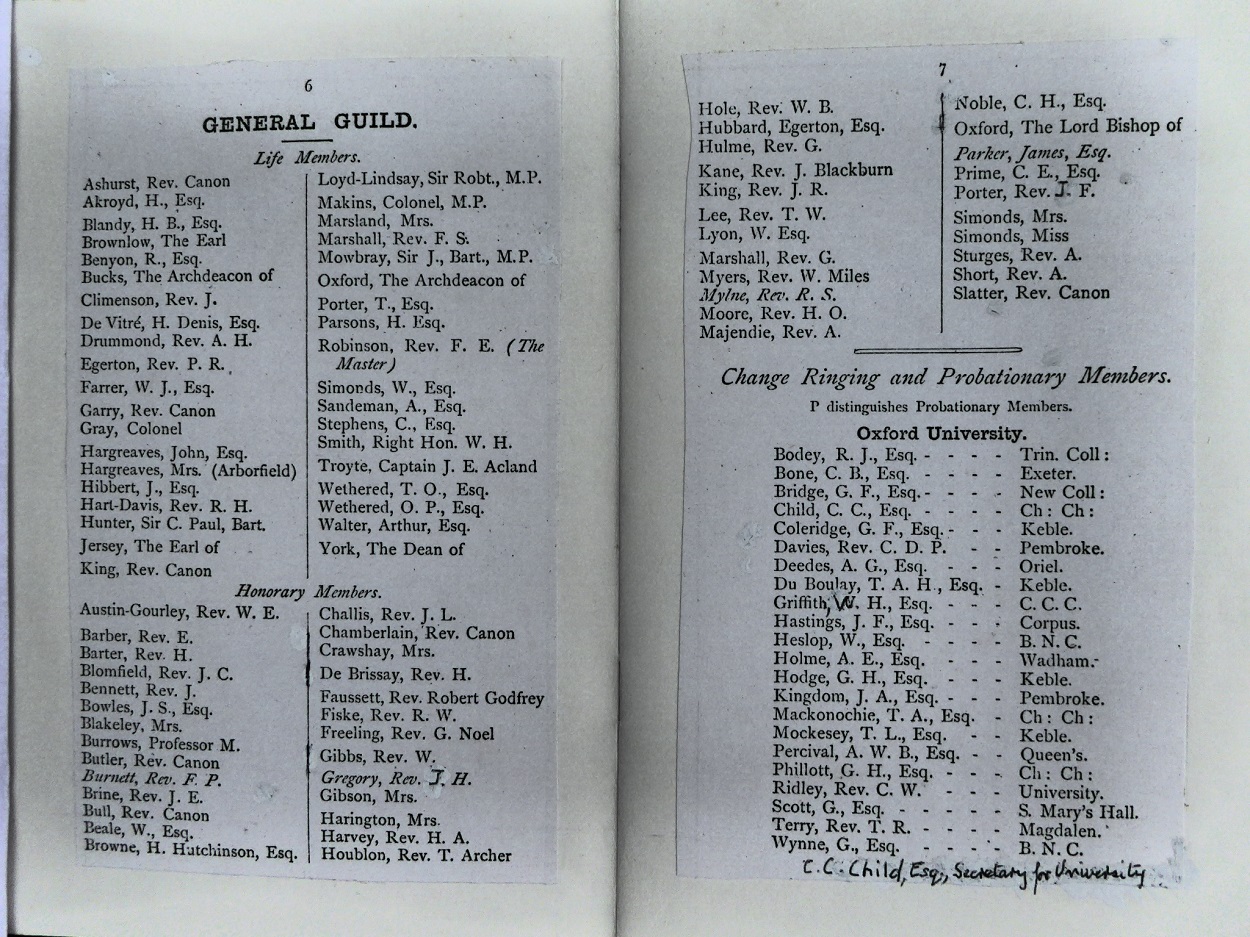 6
GENERAL GUILD.
Life Members.
Ashurst, Rev. Canon
Akroyd, H., Esq.
Blandy, H. B., Esq.
Brownlow, The Earl
Benyon, R., Esq.
Bucks, The Archdeacon of
Climenson, Rev. J.
De Vitré, H. Denis, Esq.
Drummond, Rev. A. H.
Egerton, Rev. P. R.
Farrer, W. J., Esq.
Garry, Rev. Canon
Gray, Colonel
Hargreaves, John, Esq.
Hargreaves, Mrs. (Arborfield)
Hibbert, J., Esq.
Hart-Davis, Rev. R. H.
Hunter, Sir C. Paul, Bart.
Jersey, The Earl of
King, Rev. Canon
Loyd-Lindsay, Sir Robt., M.P.
Makins, Colonel, M.P.
Marsland, Mrs.
Marshall, Rev. F. S.
Mowbray, Sir J., Bart., M.P.
Oxford, The Archdeacon of
Porter, T., Esq.
Parsons, H. Esq.
Robinson, Rev. F. E. (The
Master)
Simonds, W., Esq.
Sandeman, A., Esq.
Stephens, C., Esq.
Smith, Right Hon. W. H.
Troyte, Captain J. E. Acland
Wethered, T. O., Esq.
Wethered, O. P., Esq.
Walter, Arthur, Esq.
York, The Dean of
Honorary Members.
Austin-Gourley, Rev. W. E.
Barber, Rev. E.
Barter, Rev. H.
Blomfield, Rev. J. C.
Bennett, Rev. J.
Bowles, J. S., Esq.
Blakeley, Mrs.
Burrows, Professor M.
Butler, Rev. Canon
Burnett, Rev. F. P.
Brine, Rev. J. E.
Bull, Rev. Canon
Beale, W., Esq.
Browne, H. Hutchinson, Esq.
Challis, Rev. J. L.
Chamberlain, Rev. Canon
Crawshay, Mrs.
De Brissay, Rev. H.
Faussett, Rev. Robert Godfrey
Fiske, Rev. R. W.
Freeling, Rev. G. Noel
Gibbs, Rev. W.
Gregory, Rev. J. H.
Gibson, Mrs.
Harington, Mrs.
Harvey, Rev. H. A.
Houblon, Rev. T. Archer
7
Hole, Rev. W. B.
Hubbard, Egerton, Esq.
Hulme, Rev. G.
Kane, Rev. J. Blackburn
King, Rev. J. R.
Lee, Rev. T. W.
Lyon, W. Esq.
Marshall, Rev. G.
Myers, Rev. W. Miles
Mylne, Rev. R. S.
Moore, Rev. H. O.
Majendie, Rev. A.
Noble, C. H., Esq.
Oxford, The Lord Bishop of
Parker, James, Esq.
Prime, C. E., Esq.
Porter, Rev. J. F.
Simonds, Mrs.
Simonds, Miss
Sturges, Rev. A.
Short, Rev. A.
Slatter, Rev. Canon
Change Ringing and Probationary Members.
P distinguishes Probationary Members.
Oxford University.
Bodey, R. J., Esq. - - - - Trin. Coll:
Bone, C. B., Esq. - - - - Exeter.
Bridge, G. F., Esq. - - - - New Coll:
Child, C. C., Esq. - - - - Ch: Ch:
Coleridge, G. F., Esq. - - - Keble.
Davies, Rev. C. D. P. - - Pembroke.
Deedes, A. G., Esq. - - - Oriel.
Du Boulay, T. A. H., Esq. - Keble.
Griffith, W. H., Esq. - - - C. C. C.
Hastings, J. F., Esq. - - - Corpus.
Heslop, W., Esq. - - - - B. N. C.
Holme, A. E., Esq. - - - Wadham.
Hodge, G. H., Esq. - - - Keble.
Kingdom, J. A., Esq. - - - Pembroke.
Mackonochie, T. A., Esq. - Ch: Ch:
Mockesey, T. L., Esq. - - Keble.
Percival, A. W. B., Esq. - - Queen's.
Phillott, G. H., Esq. - - - Ch: Ch:
Ridley, Rev. C. W. - - - University.
Scott, G., Esq. - - - - - S. Mary's Hall.
Terry, Rev. T. R. - - - - Magdalen.
Wynne, G., Esq. - - - - B. N. C.
C. C. Child, Esq., Secretary for University